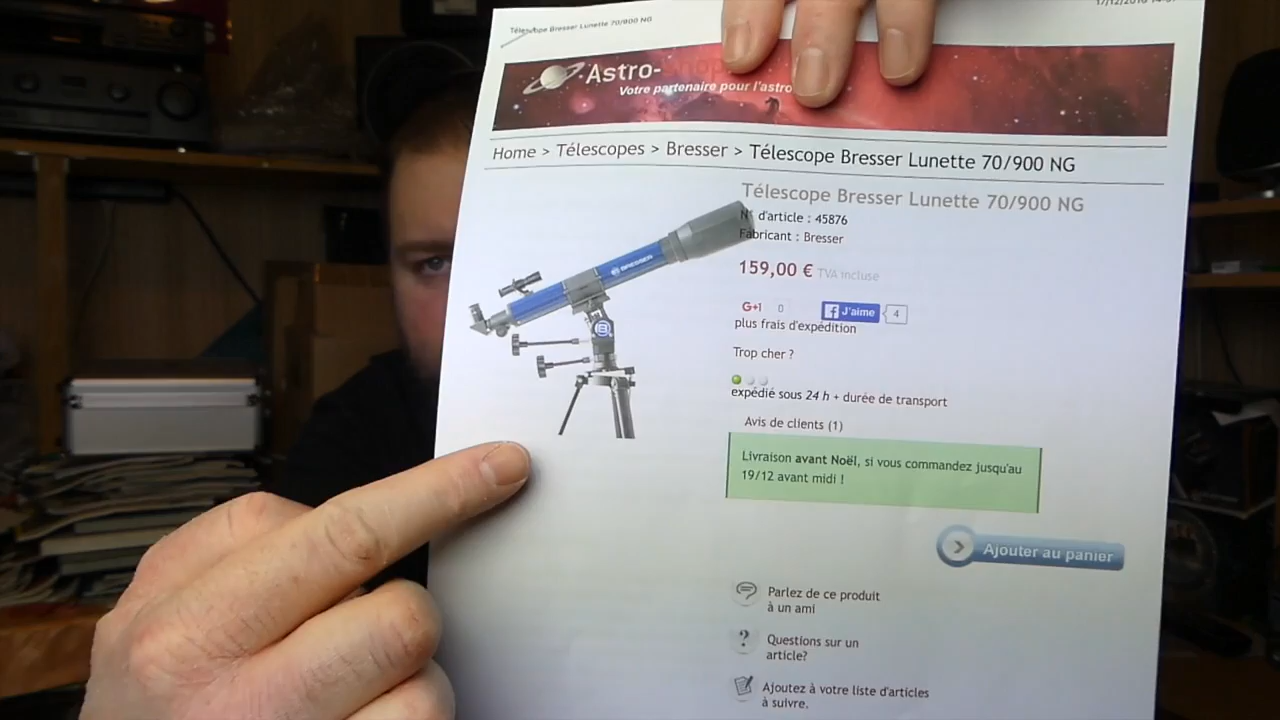 Télescope Bresser Lunette 70/900 NG
Astro-
Votre partenaire pour l'astro
Home > Télescopes > Bresser > Télescope Bresser Lunette 70/900 NG
Télescope Bresser Lunette 70/900 NG
N° d'article : 45876
Fabricant : Bresser
BRESSER
159,00 € TVA incluse
G+1 0 J'aime 4
plus frais d'expédition
Trop cher ?
expédié sous 24 h + durée de transport
Avis de clients (1)
Livraison avant Noël, si vous commandez jusqu'au
19/12 avant midi !
Ajouter au panier
Parlez de ce produit
à un ami
Questions sur un
article?
Ajoutez à votre liste d'articles
à suivre.